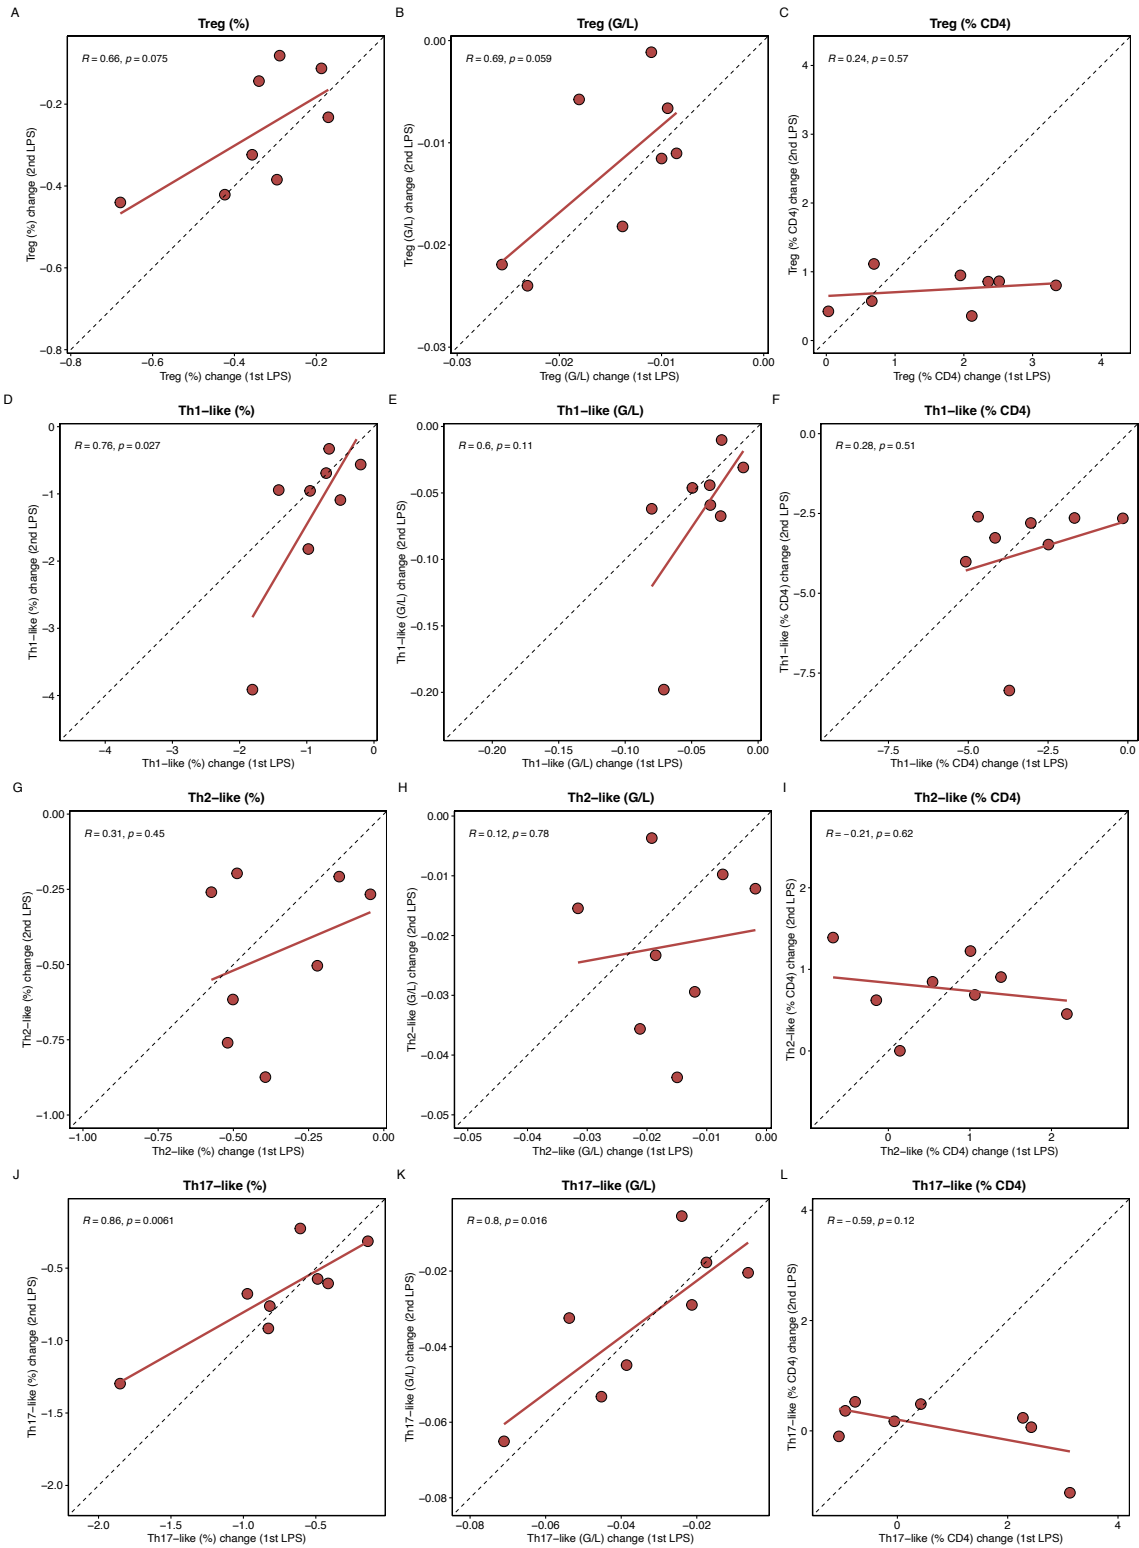 A
Treg (%)
R = 0.66, p = 0.075
Treg (%) change (2nd LPS)
−0.2
−0.4
−0.6
−0.8
−0.8 −0.6 −0.4 −0.2
Treg (%) change (1st LPS)
B
Treg (G/L)
R = 0.69, p = 0.059
Treg (G/L) change (2nd LPS)
0.00
−0.01
−0.02
−0.03
−0.03 −0.02 −0.01 0.00
Treg (G/L) change (1st LPS)
C
Treg (% CD4)
R = 0.24, p = 0.57
Treg (% CD4) change (2nd LPS)
4
3
2
1
0
0 1 2 3 4
Treg (% CD4) change (1st LPS)
D
Th1−like (%)
R = 0.76, p = 0.027
Th1−like (%) change (2nd LPS)
0
−1
−2
−3
−4
−4 −3 −2 −1 0
Th1−like (%) change (1st LPS)
E
Th1−like (G/L)
R = 0.6, p = 0.11
Th1−like (G/L) change (2nd LPS)
0.00
−0.05
−0.10
−0.15
−0.20
−0.20 −0.15 −0.10 −0.05 0.00
Th1−like (G/L) change (1st LPS)
F
Th1−like (% CD4)
R = 0.28, p = 0.51
Th1−like (% CD4) change (2nd LPS)
0.0
−2.5
−5.0
−7.5
−7.5 −5.0 −2.5 0.0
Th1−like (% CD4) change (1st LPS)
G
Th2−like (%)
R = 0.31, p = 0.45
Th2−like (%) change (2nd LPS)
0.00
−0.25
−0.50
−0.75
−1.00
−1.00 −0.75 −0.50 −0.25 0.00
Th2−like (%) change (1st LPS)
H
Th2−like (G/L)
R = 0.12, p = 0.78
Th2−like (G/L) change (2nd LPS)
0.00
−0.01
−0.02
−0.03
−0.04
−0.05
−0.05 −0.04 −0.03 −0.02 −0.01 0.00
Th2−like (G/L) change (1st LPS)
I
Th2−like (% CD4)
R = −0.21, p = 0.62
Th2−like (% CD4) change (2nd LPS)
2
1
0
0 1 2
Th2−like (% CD4) change (1st LPS)
J
Th17−like (%)
R = 0.86, p = 0.0061
Th17−like (%) change (2nd LPS)
−0.5
−1.0
−1.5
−2.0
−2.0 −1.5 −1.0 −0.5
Th17−like (%) change (1st LPS)
K
Th17−like (G/L)
R = 0.8, p = 0.016
Th17−like (G/L) change (2nd LPS)
−0.02
−0.04
−0.06
−0.08
−0.08 −0.06 −0.04 −0.02
Th17−like (G/L) change (1st LPS)
L
Th17−like (% CD4)
R = −0.59, p = 0.12
Th17−like (% CD4) change (2nd LPS)
4
2
0
0 2 4
Th17−like (% CD4) change (1st LPS)